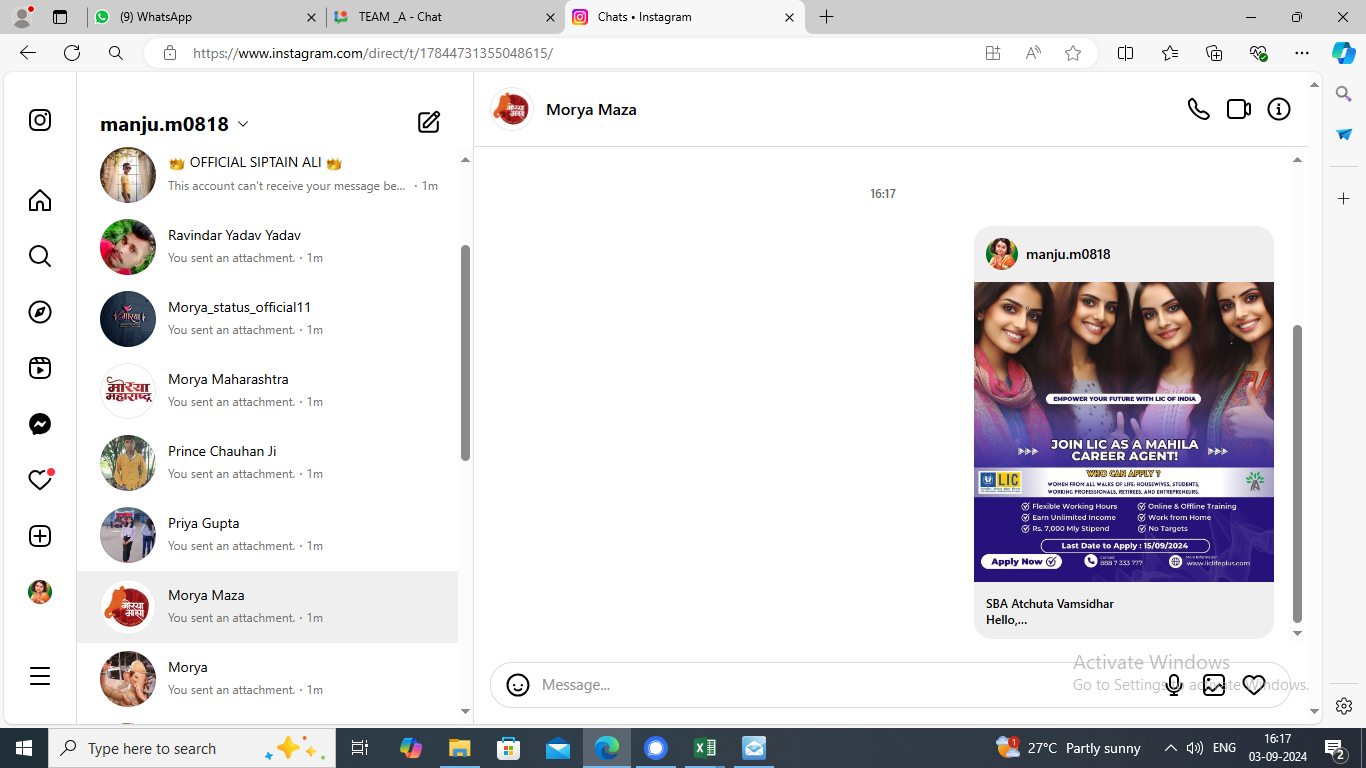 (9) WhatsApp
TEAM _A - Chat
Chats • Instagram
https://www.instagram.com/direct/t/17844731355048615/
manju.m0818
👑 OFFICIAL SIPTAIN ALI 👑
This account can't receive your message be... · 1m
Ravindar Yadav Yadav
You sent an attachment. · 1m
Morya_status_official11
You sent an attachment. · 1m
Morya Maharashtra
You sent an attachment. · 1m
मोरया
महाराष्ट्र
Prince Chauhan Ji
You sent an attachment. · 1m
Priya Gupta
You sent an attachment. · 1m
Morya Maza
You sent an attachment. · 1m
मोरया
माझा
Morya
You sent an attachment. · 1m
Morya Maza
16:17
manju.m0818
EMPOWER YOUR FUTURE WITH LIC OF INDIA
JOIN LIC AS A MAHILA
CAREER AGENT!
WHO CAN APPLY ?
LIC
WOMEN FROM ALL WALKS OF LIFE: HOUSEWIVES, STUDENTS,
WORKING PROFESSIONALS, RETIREES, AND ENTREPRENEURS.
Flexible Working Hours
Online & Offline Training
Earn Unlimited Income
Work from Home
Rs. 7,000 Mly Stipend
No Targets
Last Date to Apply : 15/09/2024
Apply Now
Contact
888 7 333 777
More Information
www.liclifeplus.com
SBA Atchuta Vamsidhar
Hello,...
Message...
Activate Windows
Go to Settings to activate Windows.
Type here to search
1
27°C Partly sunny
ENG
16:17
03-09-2024
2